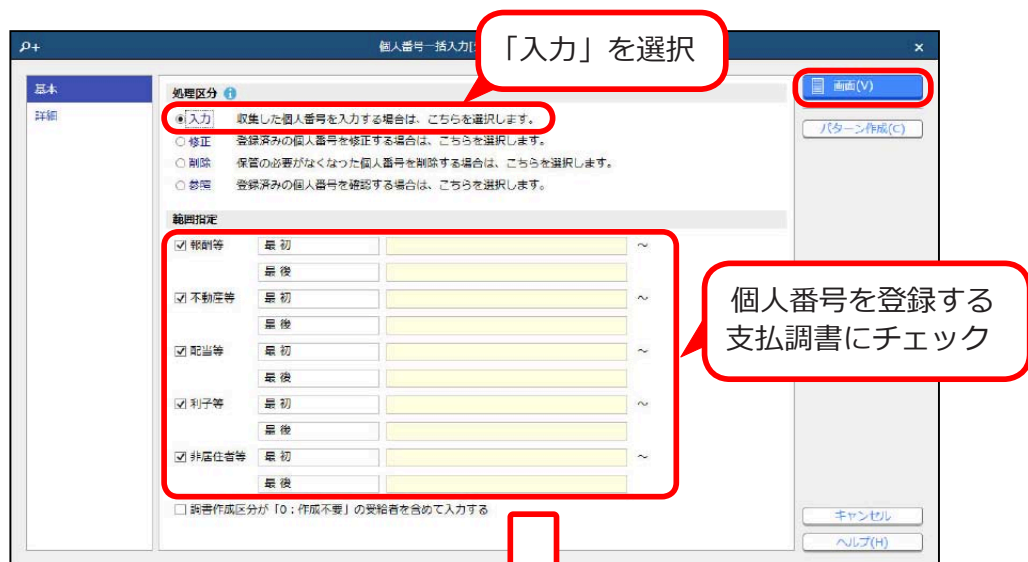 個人番号一括入力[
「入力」を選択
基本
詳細
処理区分
入力 収集した個人番号を入力する場合は、こちらを選択します。
修正 登録済みの個人番号を修正する場合は、こちらを選択します。
削除 保管の必要がなくなった個人番号を削除する場合は、こちらを選択します。
参照 登録済みの個人番号を確認する場合は、こちらを選択します。
範囲指定
報酬等 最初 ～
最後
不動産等 最初 ～
最後
配当等 最初 ～
最後
利子等 最初 ～
最後
非居住者等 最初 ～
最後
調書作成区分が「0：作成不要」の受給者を含めて入力する
画面(V)
パターン作成(C)
個人番号を登録する
支払調書にチェック
キャンセル
ヘルプ(H)